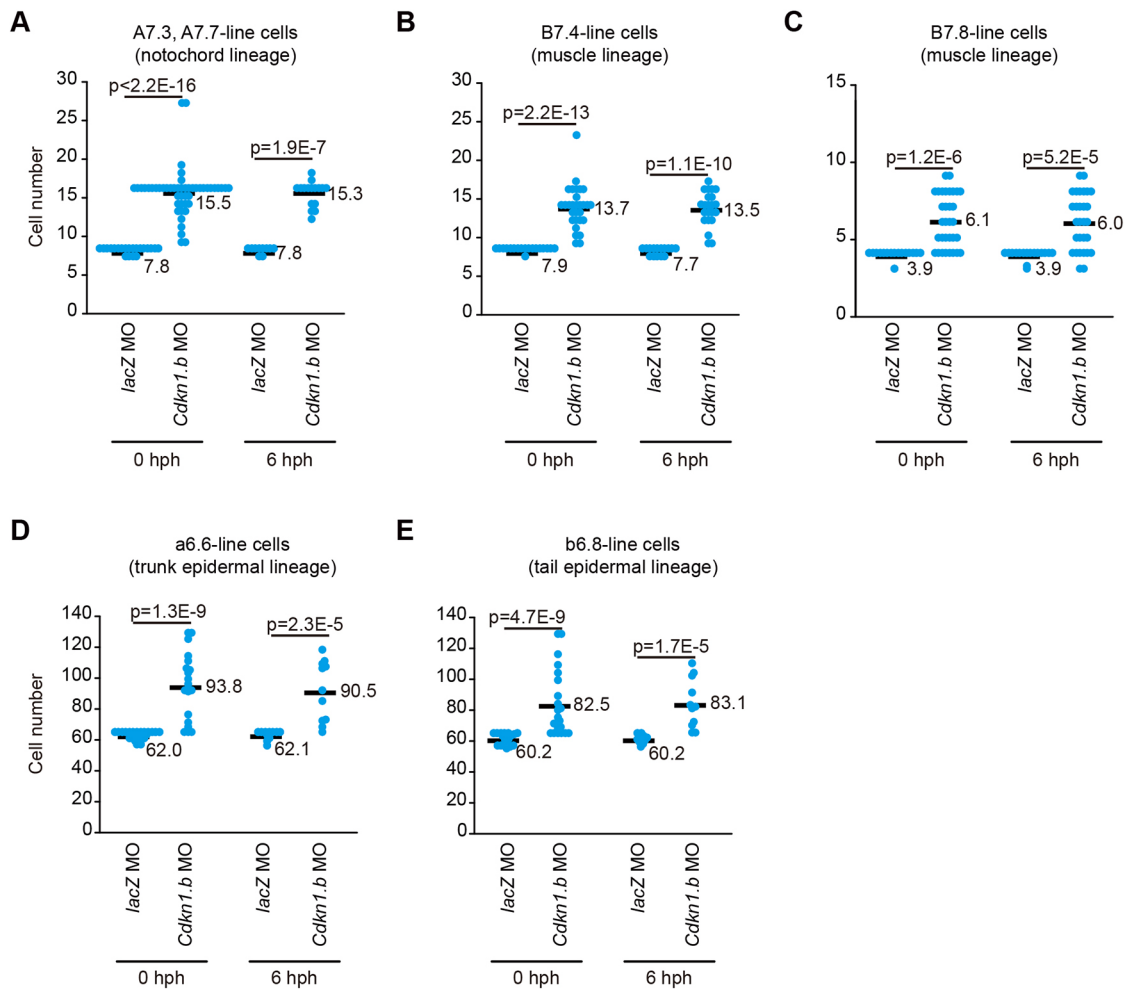 A
A7.3, A7.7-line cells
(notochord lineage)
p<2.2E-16
p=1.9E-7
30
25
20
15
10
5
0
Cell number
7.8
15.5
7.8
15.3
lacZ MO
Cdkn1.b MO
lacZ MO
Cdkn1.b MO
0 hph
6 hph
B
B7.4-line cells
(muscle lineage)
p=2.2E-13
p=1.1E-10
30
25
20
15
10
5
0
7.9
13.7
7.7
13.5
lacZ MO
Cdkn1.b MO
lacZ MO
Cdkn1.b MO
0 hph
6 hph
C
B7.8-line cells
(muscle lineage)
p=1.2E-6
p=5.2E-5
15
10
5
0
3.9
6.1
3.9
6.0
lacZ MO
Cdkn1.b MO
lacZ MO
Cdkn1.b MO
0 hph
6 hph
D
a6.6-line cells
(trunk epidermal lineage)
p=1.3E-9
p=2.3E-5
140
120
100
80
60
40
20
0
Cell number
62.0
93.8
62.1
90.5
lacZ MO
Cdkn1.b MO
lacZ MO
Cdkn1.b MO
0 hph
6 hph
E
b6.8-line cells
(tail epidermal lineage)
p=4.7E-9
p=1.7E-5
140
120
100
80
60
40
20
0
60.2
82.5
60.2
83.1
lacZ MO
Cdkn1.b MO
lacZ MO
Cdkn1.b MO
0 hph
6 hph